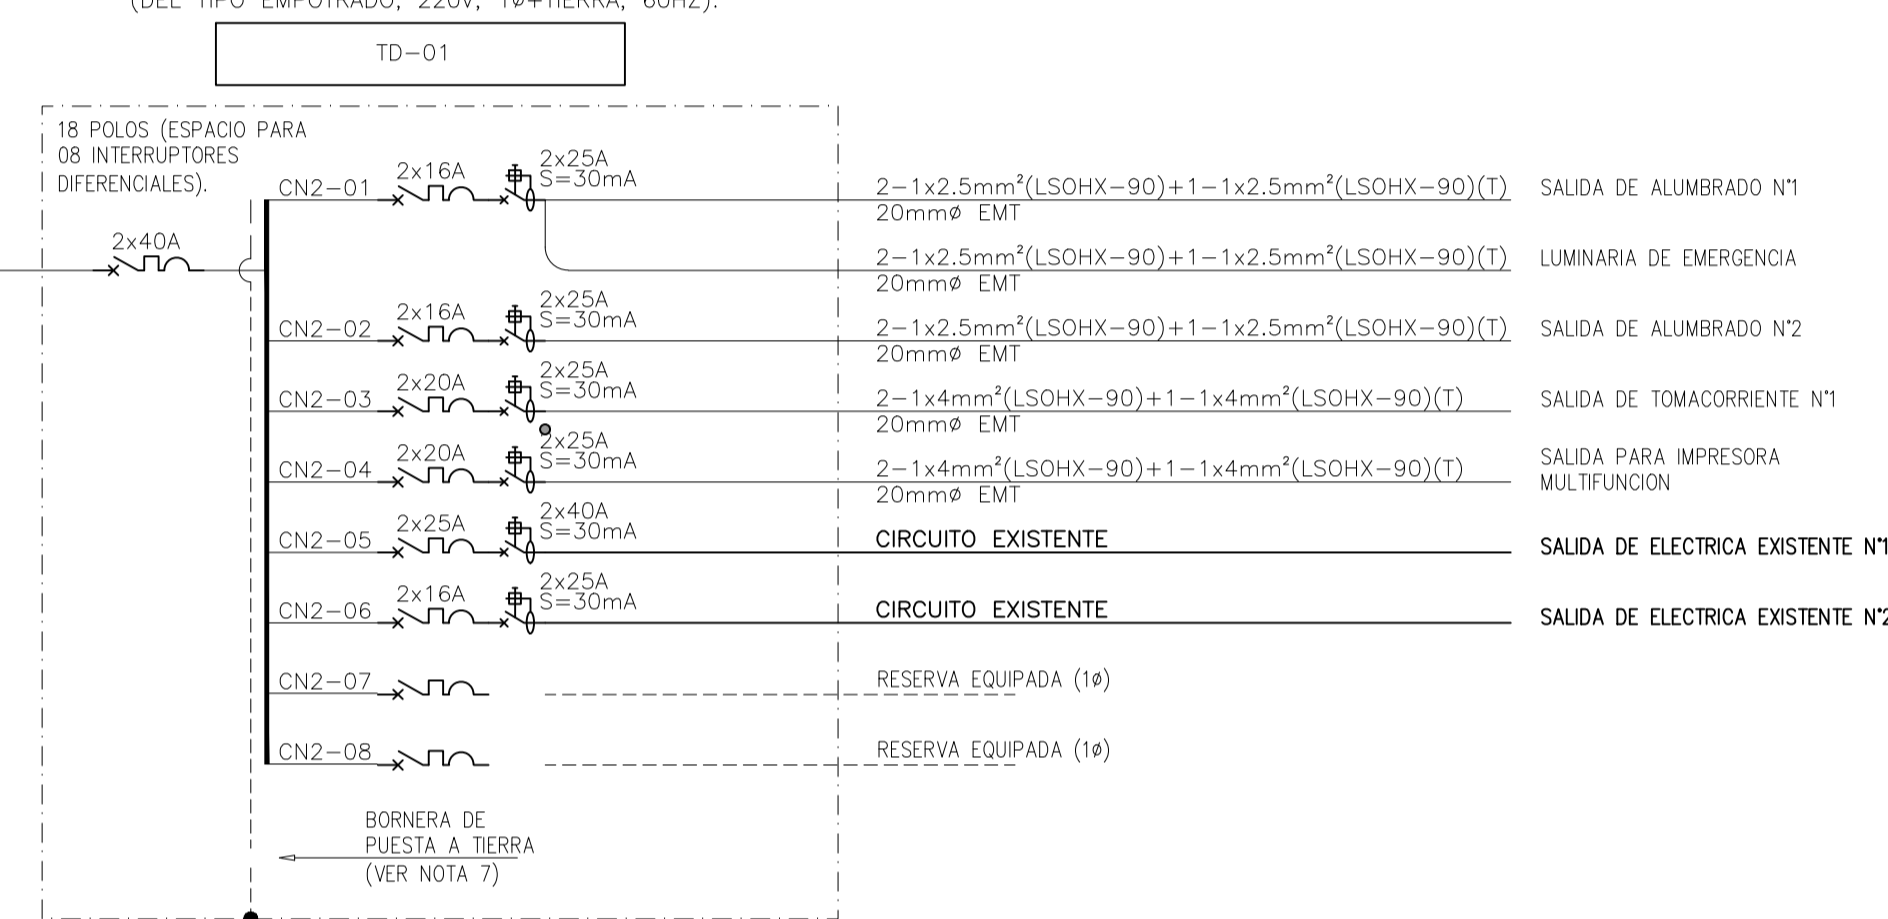 (DEL TIPO EMPOTRADO, 220V, 1Ø+TIERRA, 60HZ).
TD-01
18 POLOS (ESPACIO PARA
08 INTERRUPTORES
DIFERENCIALES).
2x40A
CN2-01
2x16A
2x25A
S=30mA
2-1x2.5mm²(LSOHX-90)+1-1x2.5mm²(LSOHX-90)(T)
20mmø EMT
SALIDA DE ALUMBRADO N°1
2-1x2.5mm²(LSOHX-90)+1-1x2.5mm²(LSOHX-90)(T)
20mmø EMT
LUMINARIA DE EMERGENCIA
CN2-02
2x16A
2x25A
S=30mA
2-1x2.5mm²(LSOHX-90)+1-1x2.5mm²(LSOHX-90)(T)
20mmø EMT
SALIDA DE ALUMBRADO N°2
CN2-03
2x20A
2x25A
S=30mA
2-1x4mm²(LSOHX-90)+1-1x4mm²(LSOHX-90)(T)
20mmø EMT
SALIDA DE TOMACORRIENTE N°1
CN2-04
2x20A
2x25A
S=30mA
2-1x4mm²(LSOHX-90)+1-1x4mm²(LSOHX-90)(T)
20mmø EMT
SALIDA PARA IMPRESORA
MULTIFUNCION
CN2-05
2x25A
2x40A
S=30mA
CIRCUITO EXISTENTE
SALIDA DE ELECTRICA EXISTENTE N°1
CN2-06
2x16A
2x25A
S=30mA
CIRCUITO EXISTENTE
SALIDA DE ELECTRICA EXISTENTE N°2
CN2-07
RESERVA EQUIPADA (1ø)
CN2-08
RESERVA EQUIPADA (1ø)
BORNERA DE
PUESTA A TIERRA
(VER NOTA 7)